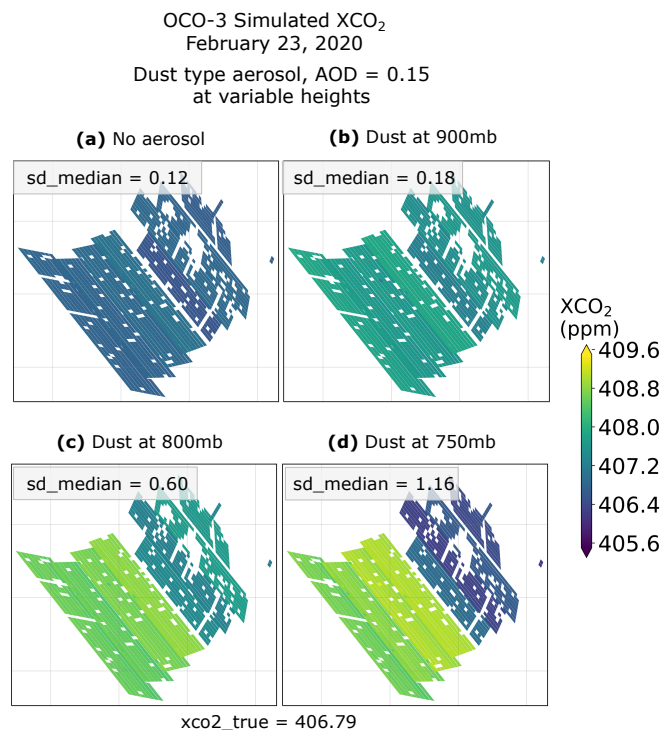 OCO-3 Simulated XCO₂
February 23, 2020
Dust type aerosol, AOD = 0.15
at variable heights
(a) No aerosol
(b) Dust at 900mb
sd_median = 0.12
sd_median = 0.18
XCO₂
(ppm)
409.6
408.8
408.0
407.2
406.4
405.6
(c) Dust at 800mb
(d) Dust at 750mb
sd_median = 0.60
sd_median = 1.16
xco2_true = 406.79